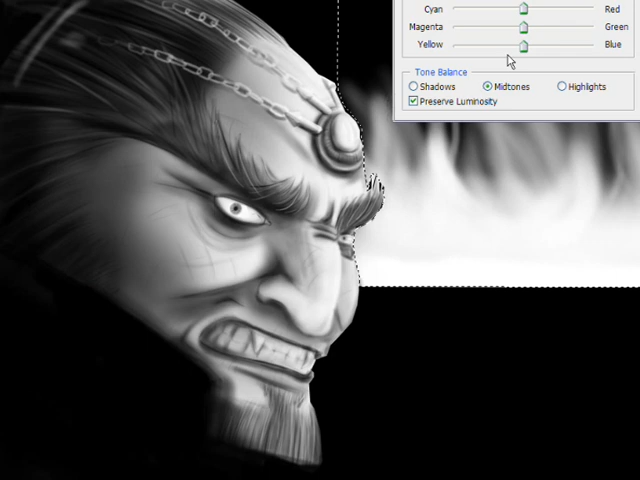 Cyan Red
Magenta Green
Yellow Blue
Tone Balance
Shadows Midtones Highlights
Preserve Luminosity